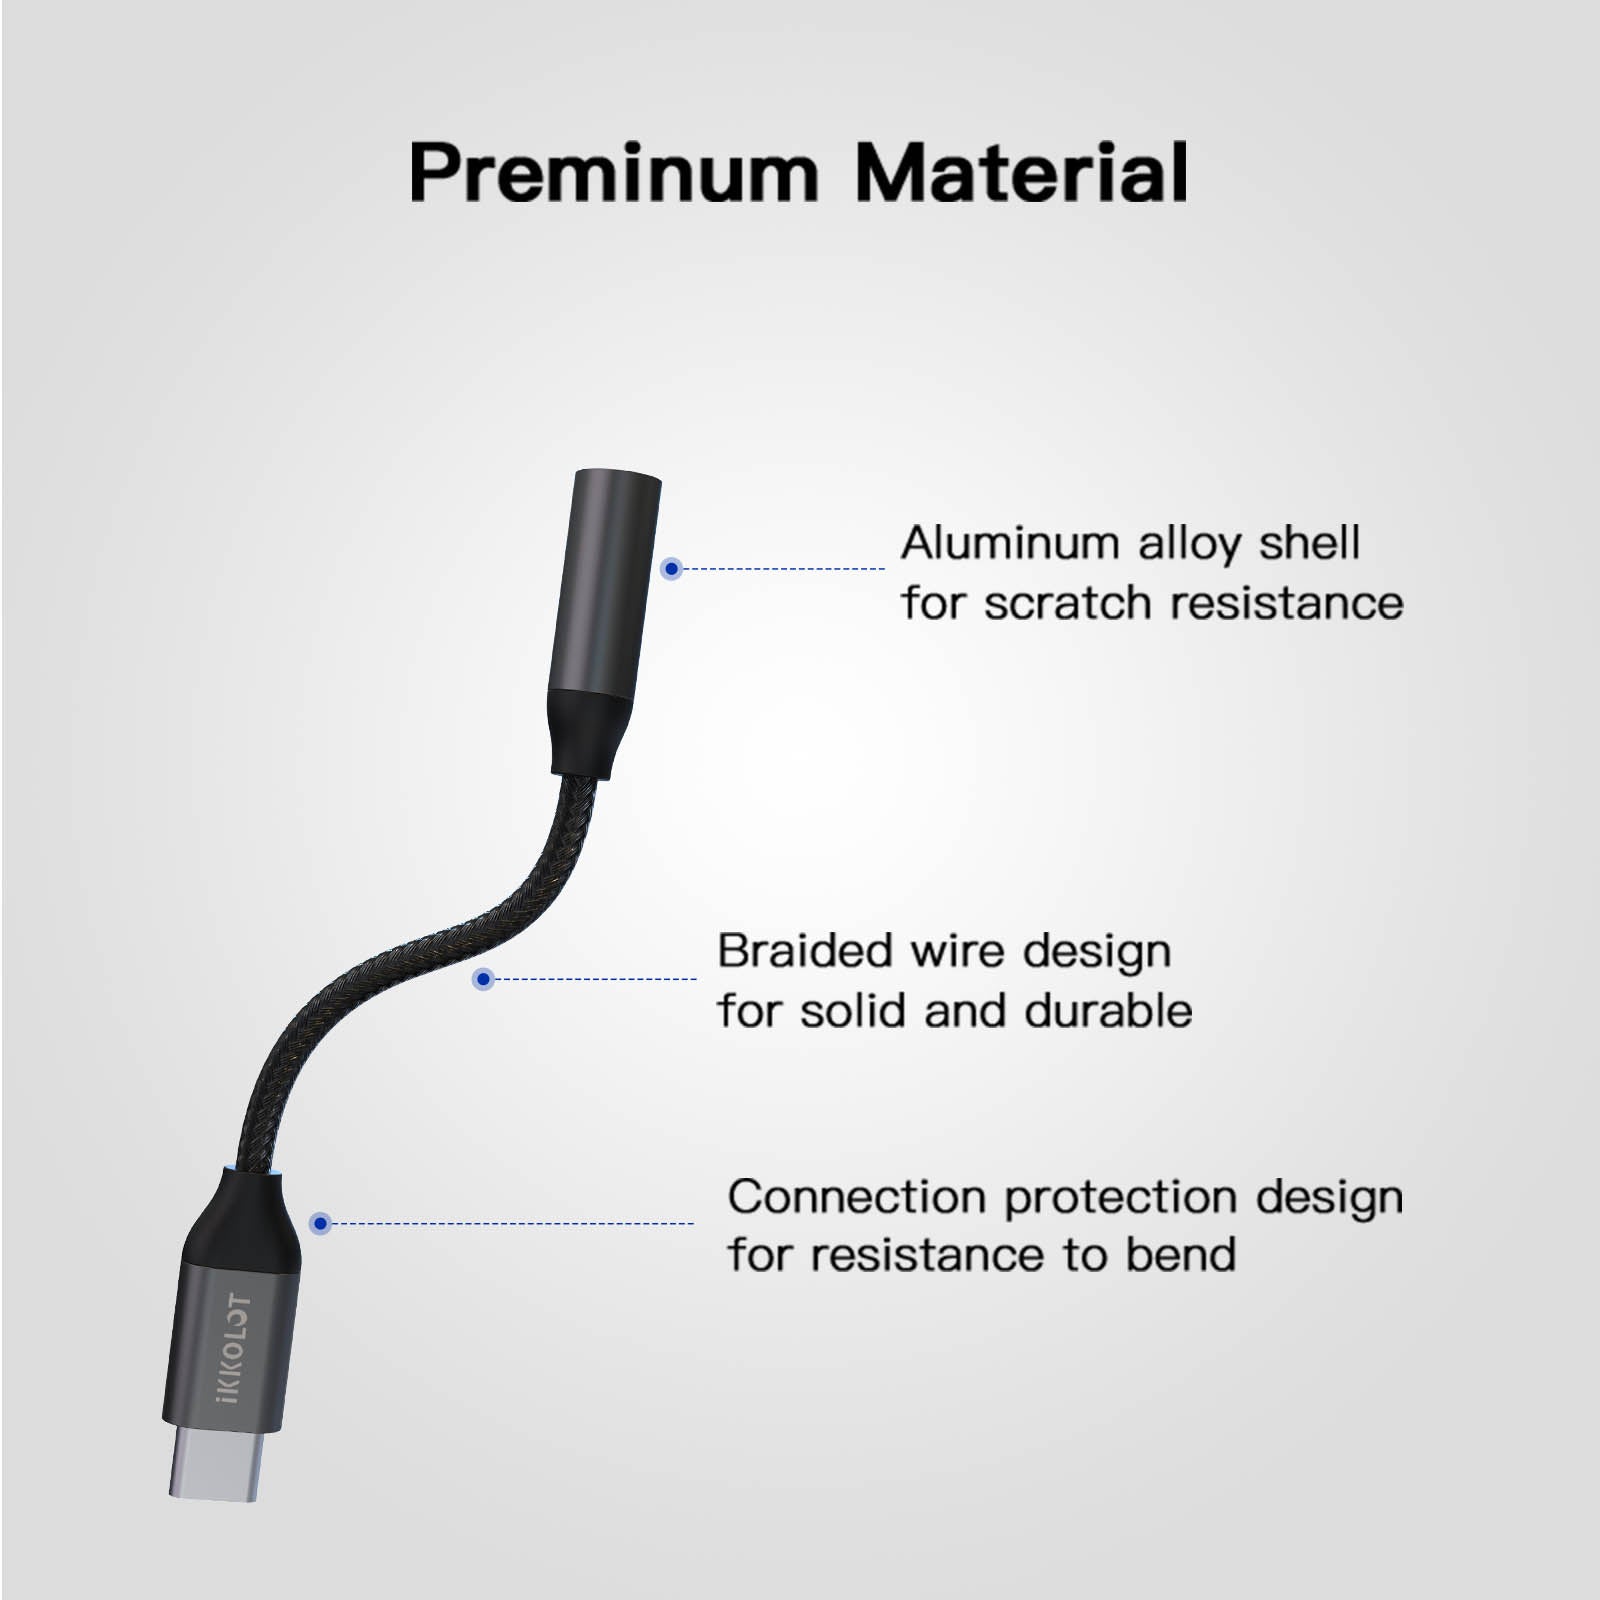 Preminum Material
Aluminum alloy shell
for scratch resistance
Braided wire design
for solid and durable
Connection protection design
for resistance to bend
iKKOLOT